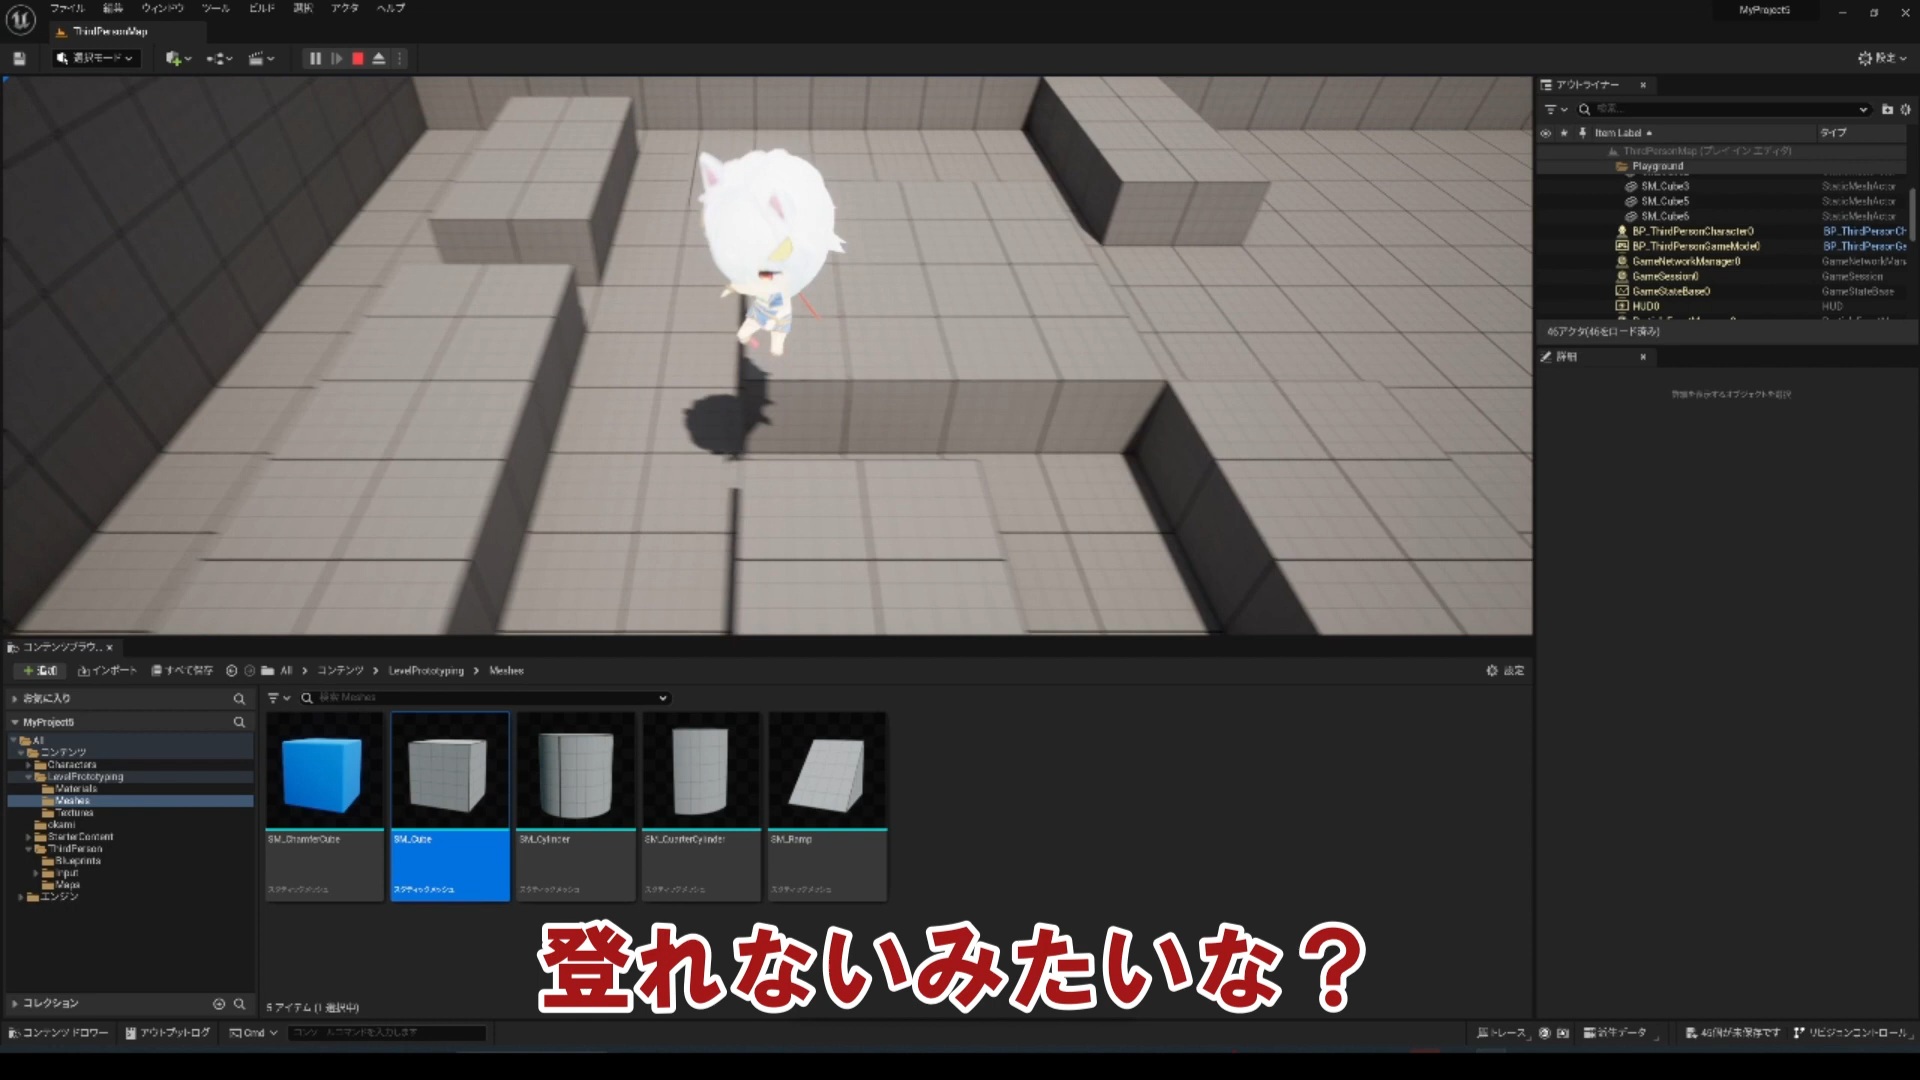 ファイル 編集 ウィンドウ ツール ビルド 選択 アクタ ヘルプ
MyProject5
ThirdPersonMap
選択モード
設定
アウトライナー
検索...
Item Label タイプ
ThirdPersonMap (プレイ イン エディタ)
Playground
SM_Cube3 StaticMeshActor
SM_Cube5 StaticMeshActor
SM_Cube6 StaticMeshActor
BP_ThirdPersonCharacter0 BP_ThirdPersonCh
BP_ThirdPersonGameMode0 BP_ThirdPersonGa
GameNetworkManager0 GameNetworkMan
GameSession0 GameSession
GameStateBase0 GameStateBase
HUD0 HUD
46アクタ(46をロード済み)
詳細
詳細を表示するオブジェクトを選択
コンテンツブラウ...
追加 インポート すべて保存 All コンテンツ LevelPrototyping Meshes
設定
お気に入り
検索 Meshes
MyProject5
All
コンテンツ
Characters
LevelPrototyping
Materials
Meshes
Textures
okami
StarterContent
ThirdPerson
Blueprints
Input
Maps
エンジン
SM_ChamferCube SM_Cube SM_Cylinder SM_QuarterCylinder SM_Ramp
スタティックメッシュ スタティックメッシュ スタティックメッシュ スタティックメッシュ スタティックメッシュ
登れないみたいな？
コレクション
5 アイテム (1 選択中)
コンテンツ ドロワー アウトプットログ Cmd コンソールコマンドを入力します
トレース 派生データ 46個が未保存です リビジョンコントロール